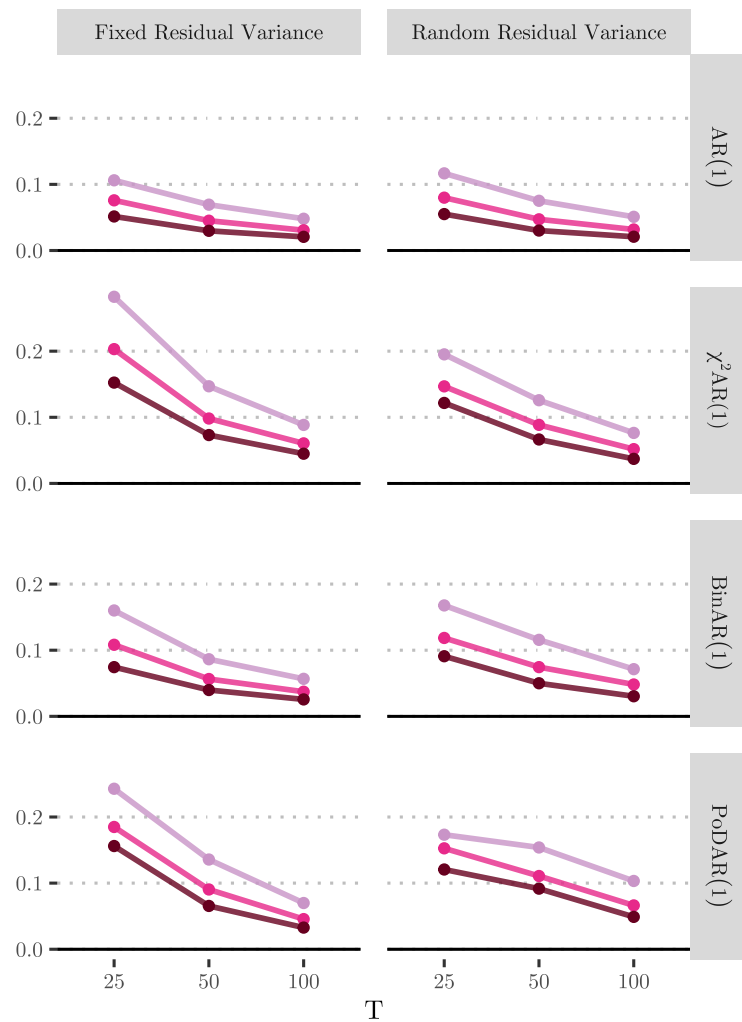 Fixed Residual Variance
Random Residual Variance
0.2
0.1
0.0
AR(1)
0.2
0.1
0.0
χ²AR(1)
0.2
0.1
0.0
BinAR(1)
0.2
0.1
0.0
PoDAR(1)
25 50 100
25 50 100
T